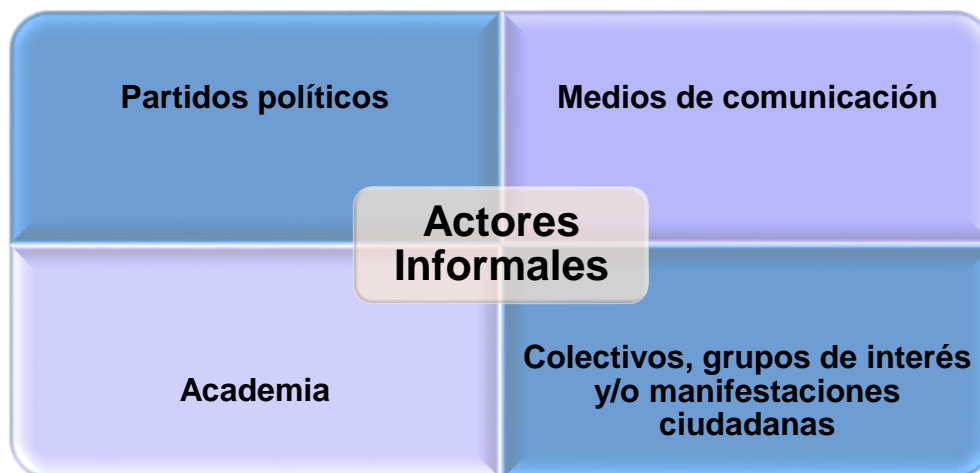 Partidos políticos
Medios de comunicación
Actores
Informales
Academia
Colectivos, grupos de interés
y/o manifestaciones
ciudadanas